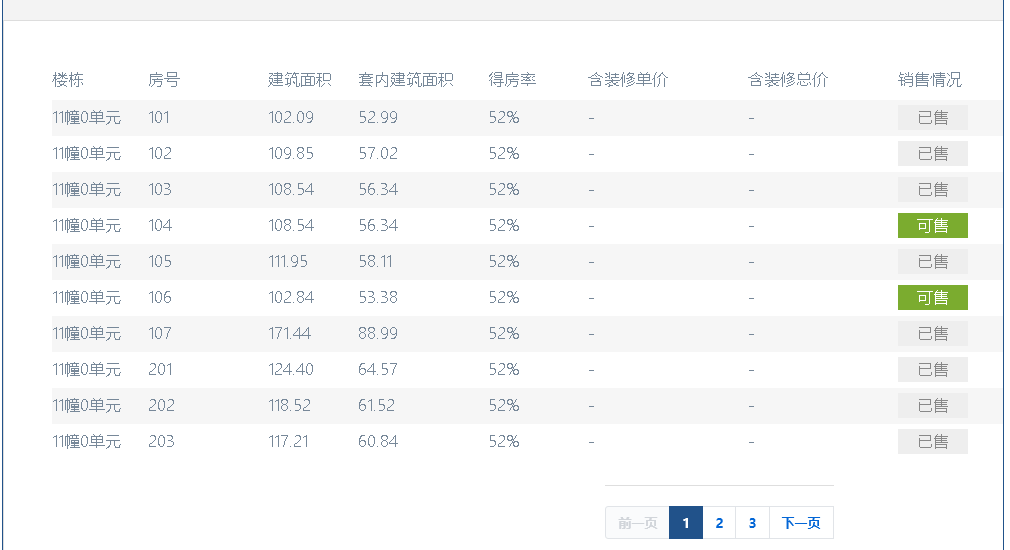 楼栋 房号 建筑面积 套内建筑面积 得房率 含装修单价 含装修总价 销售情况
11幢0单元 101 102.09 52.99 52% - - 已售
11幢0单元 102 109.85 57.02 52% - - 已售
11幢0单元 103 108.54 56.34 52% - - 已售
11幢0单元 104 108.54 56.34 52% - - 可售
11幢0单元 105 111.95 58.11 52% - - 已售
11幢0单元 106 102.84 53.38 52% - - 可售
11幢0单元 107 171.44 88.99 52% - - 已售
11幢0单元 201 124.40 64.57 52% - - 已售
11幢0单元 202 118.52 61.52 52% - - 已售
11幢0单元 203 117.21 60.84 52% - - 已售
前一页 1 2 3 下一页